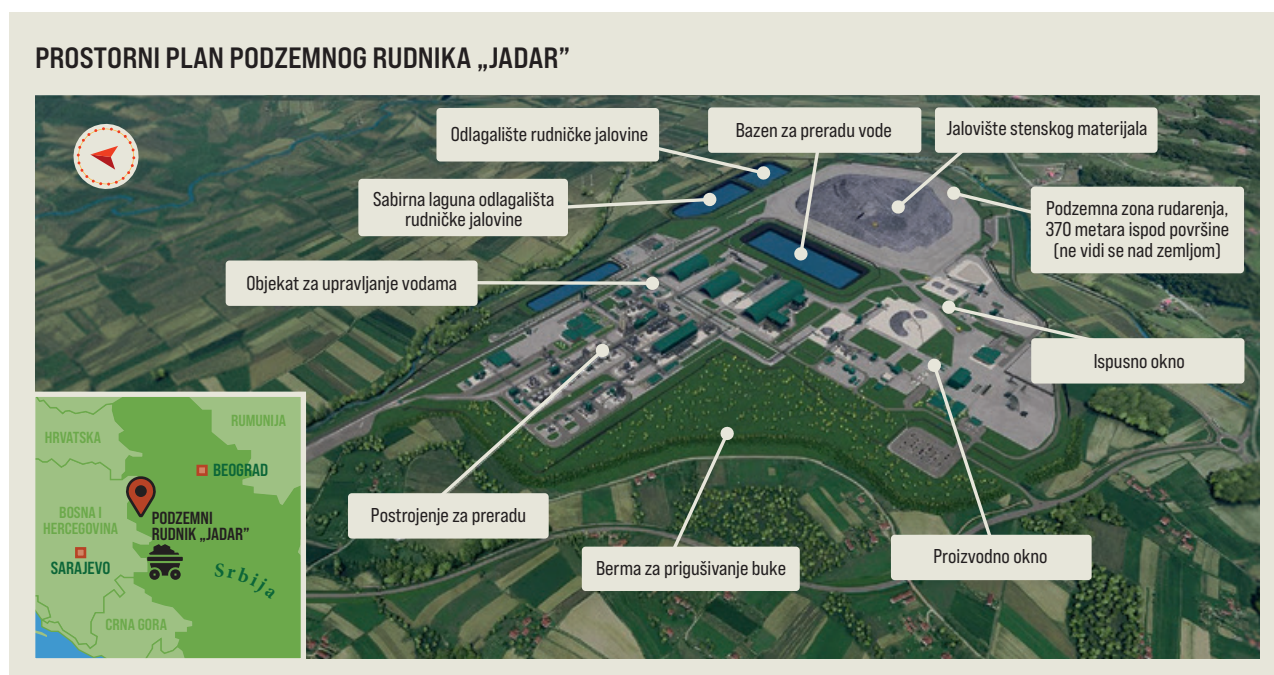 PROSTORNI PLAN PODZEMNOG RUDNIKA „JADAR”
Odlagalište rudničke jalovine
Bazen za preradu vode
Jalovište stenskog materijala
Sabirna laguna odlagališta
rudničke jalovine
Podzemna zona rudarenja,
370 metara ispod površine
(ne vidi se nad zemljom)
Objekat za upravljanje vodama
Ispusno okno
Postrojenje za preradu
Berma za prigušivanje buke
Proizvodno okno
HRVATSKA
RUMUNIJA
BEOGRAD
BOSNA I
HERCEGOVINA
PODZEMNI
RUDNIK „JADAR”
SARAJEVO
Srbija
CRNA GORA